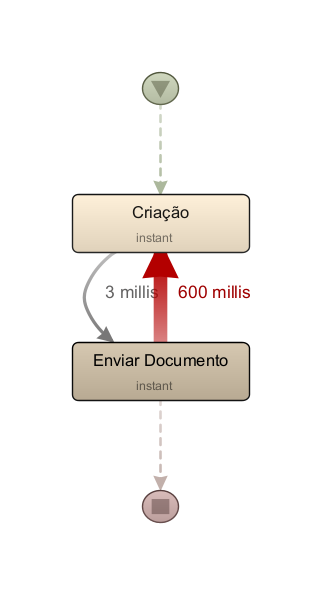 Criação
instant
3 millis
600 millis
Enviar Documento
instant